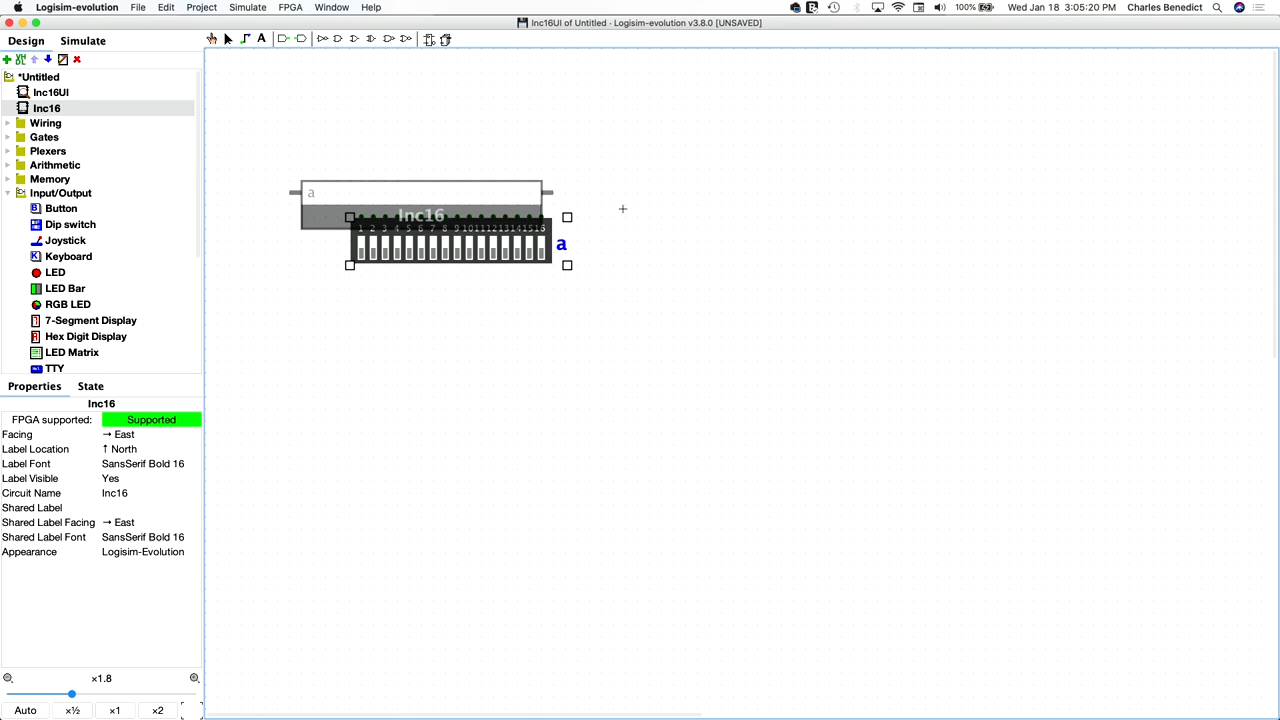 Logisim-evolution File Edit Project Simulate FPGA Window Help 100% Wed Jan 18 3:05:20 PM Charles Benedict
Inc16UI of Untitled · Logisim-evolution v3.8.0 [UNSAVED]
Design Simulate
A
*Untitled
Inc16UI
Inc16
Wiring
Gates
Plexers
Arithmetic
Memory
Input/Output
Button
Dip switch
Joystick
Keyboard
LED
LED Bar
RGB LED
7-Segment Display
Hex Digit Display
LED Matrix
TTY
Properties State
Inc16
FPGA supported: Supported
Facing → East
Label Location ↑ North
Label Font SansSerif Bold 16
Label Visible Yes
Circuit Name Inc16
Shared Label
Shared Label Facing → East
Shared Label Font SansSerif Bold 16
Appearance Logisim-Evolution
×1.8
Auto ×½ ×1 ×2
a
Inc16
1 2 3 4 5 6 7 8 9 10 11 12 13 14 15 16
a